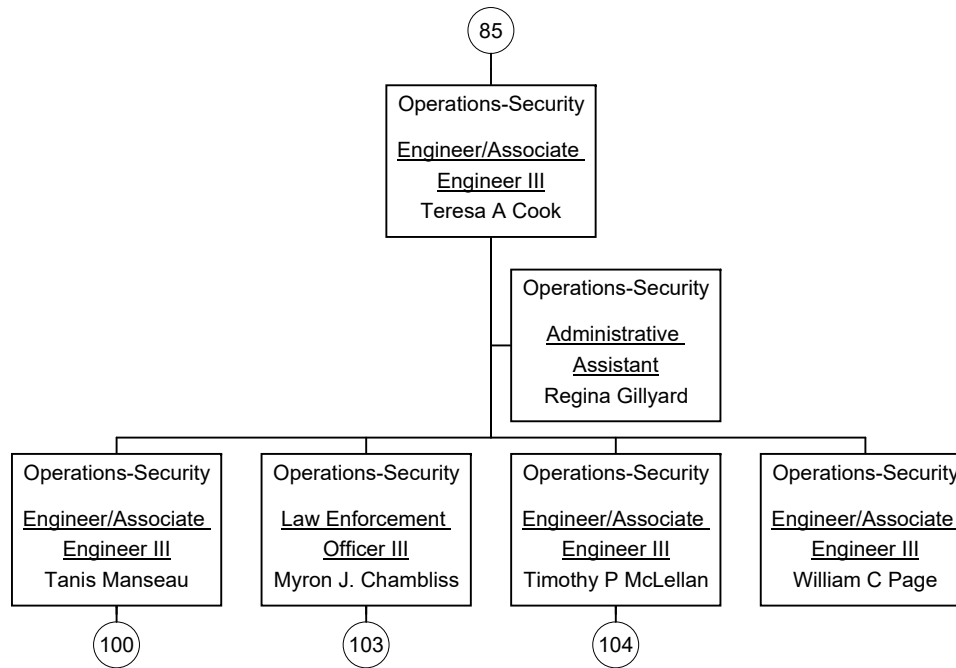 85
Operations-Security
Engineer/Associate
Engineer III
Teresa A Cook
Operations-Security
Administrative
Assistant
Regina Gillyard
Operations-Security
Engineer/Associate
Engineer III
Tanis Manseau
Operations-Security
Law Enforcement
Officer III
Myron J. Chambliss
Operations-Security
Engineer/Associate
Engineer III
Timothy P McLellan
Operations-Security
Engineer/Associate
Engineer III
William C Page
100
103
104